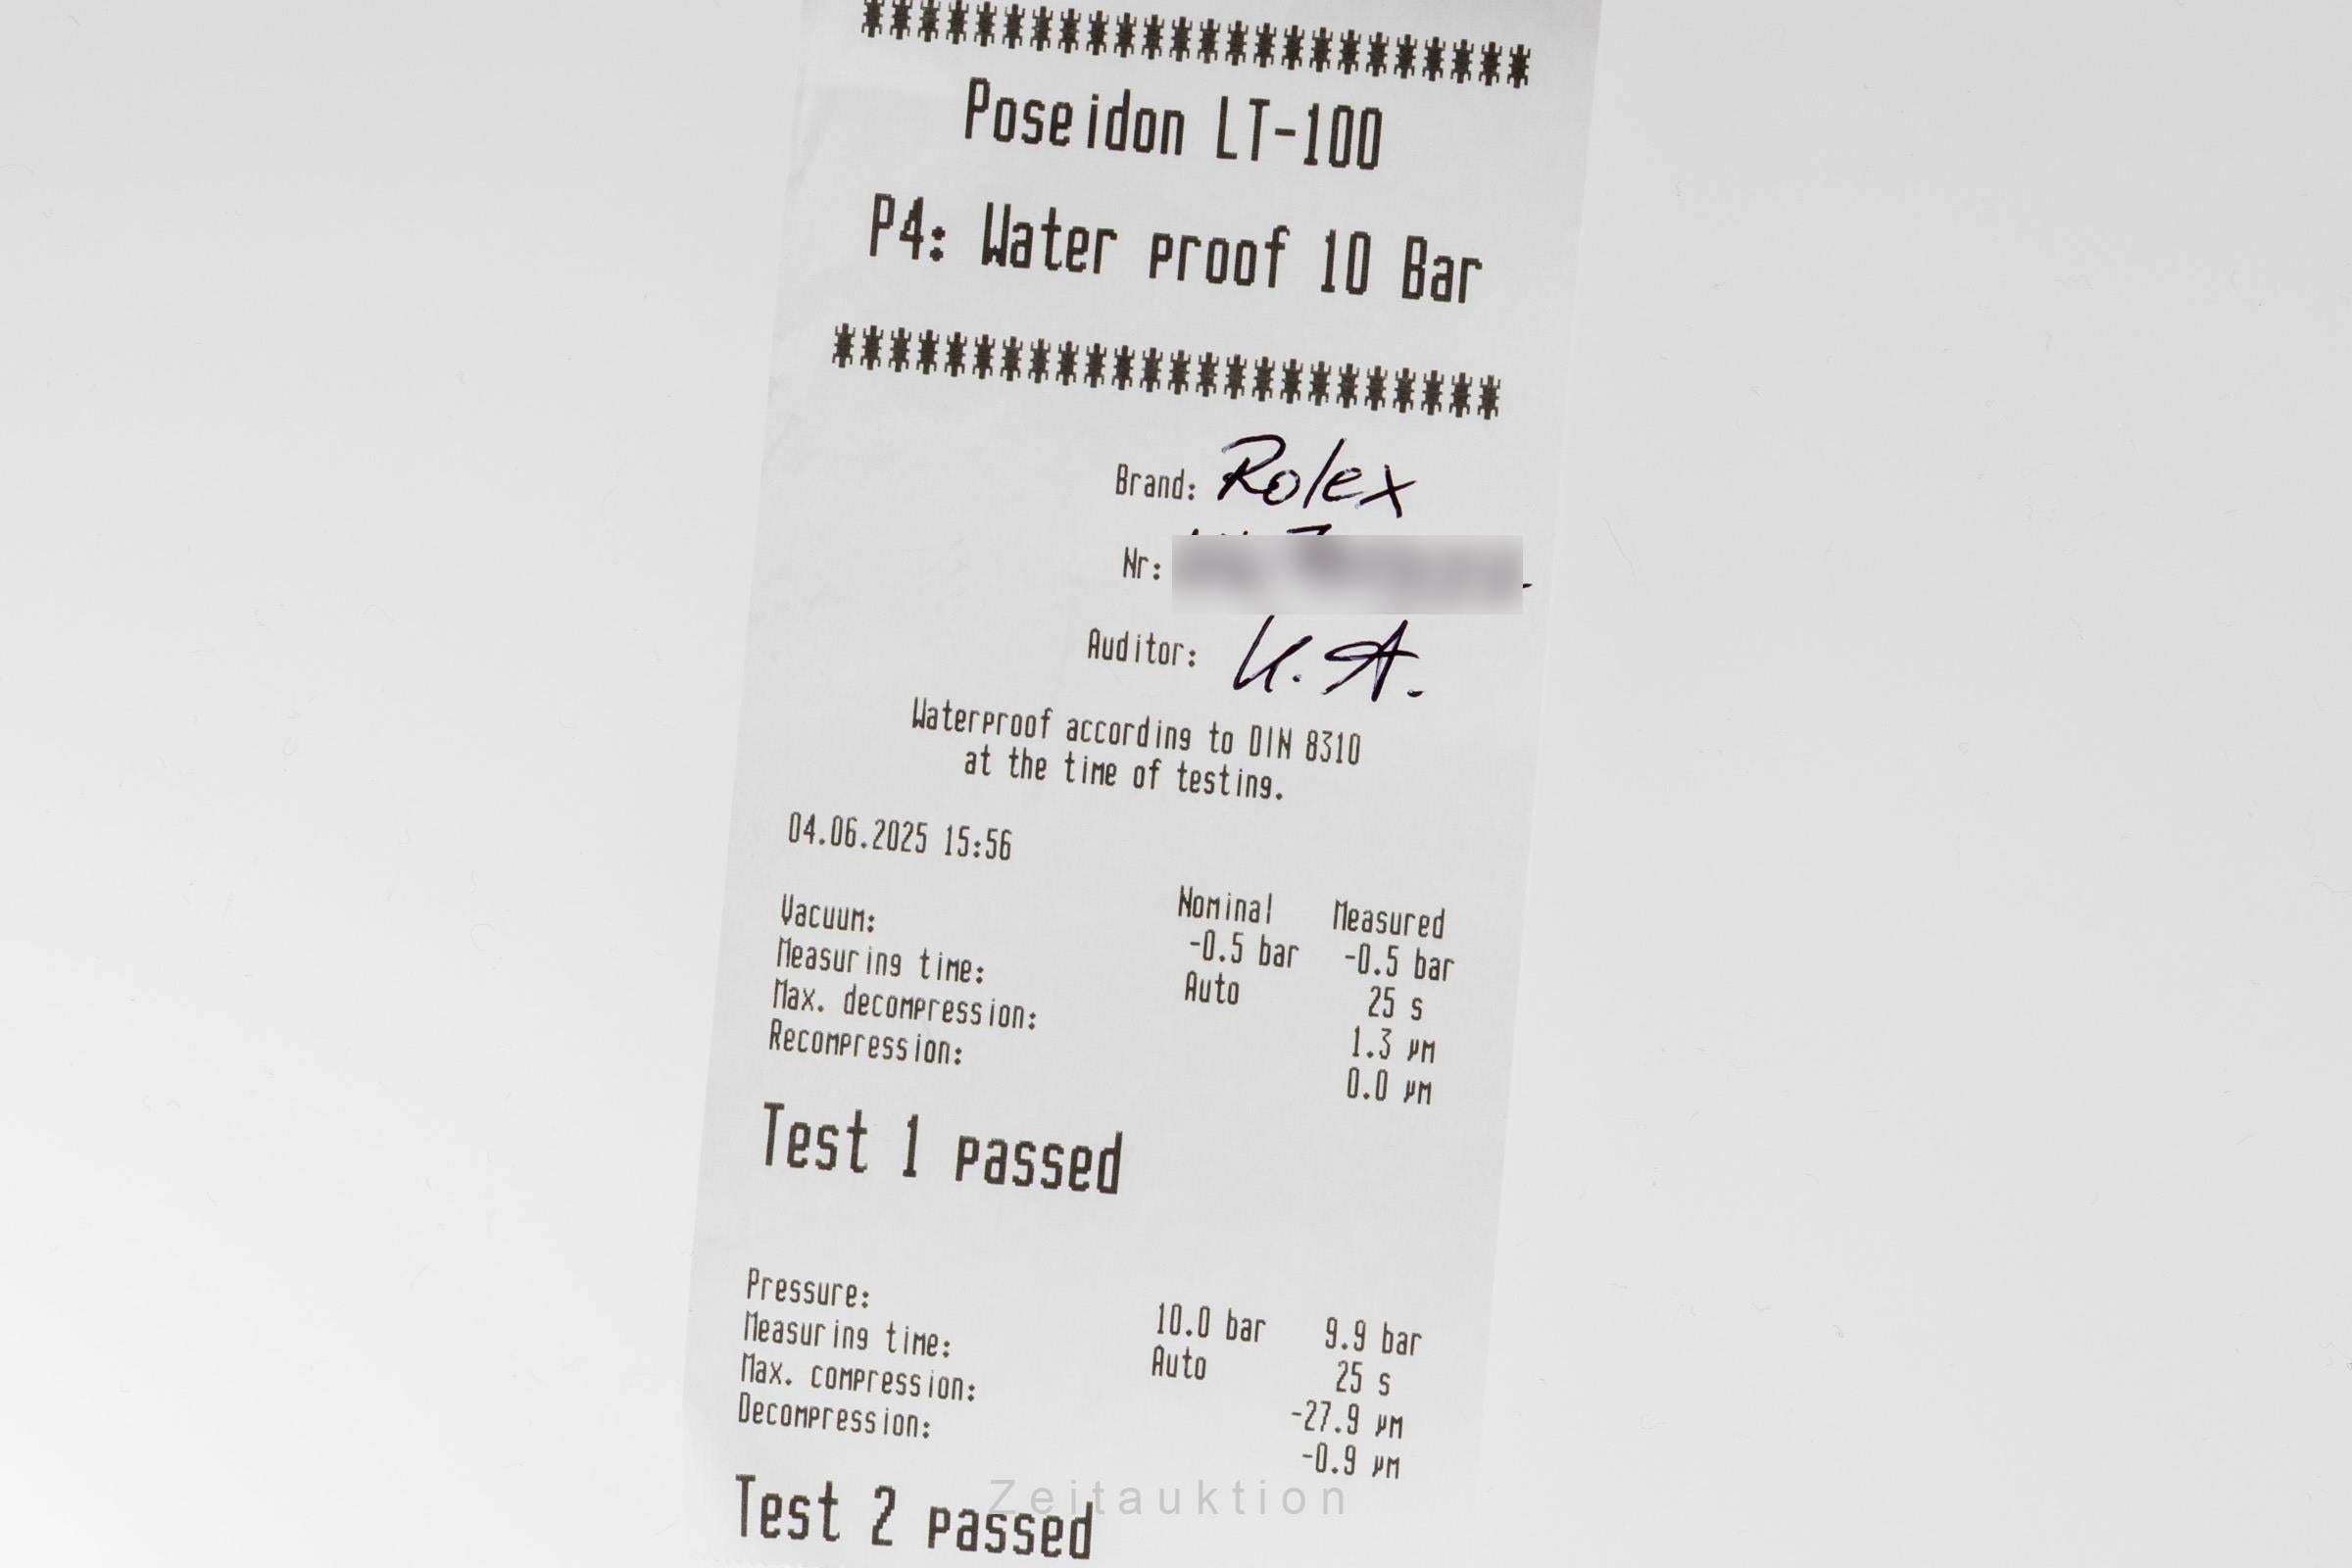 ************************
Poseidon LT-100
P4: Water proof 10 Bar
************************
Brand: Rolex
Nr:
Auditor: K.A.
Waterproof according to DIN 8310
at the time of testing.
04.06.2025 15:56
Nominal Measured
Vacuum: -0.5 bar -0.5 bar
Measuring time: Auto 25 s
Max. decompression: 1.3 µm
Recompression: 0.0 µm
Test 1 passed
Pressure: 10.0 bar 9.9 bar
Measuring time: Auto 25 s
Max. compression: -27.9 µm
Decompression: -0.9 µm
Test 2 passed
Zeitauktion